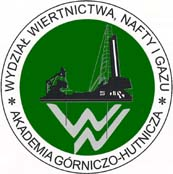 WYDZIAŁ WIERTNICTWA, NAFTY I GAZU
* AKADEMIA GÓRNICZO-HUTNICZA *
W